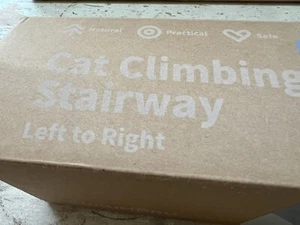 Natural Practical Safe
Cat Climbing
Stairway
Left to Right